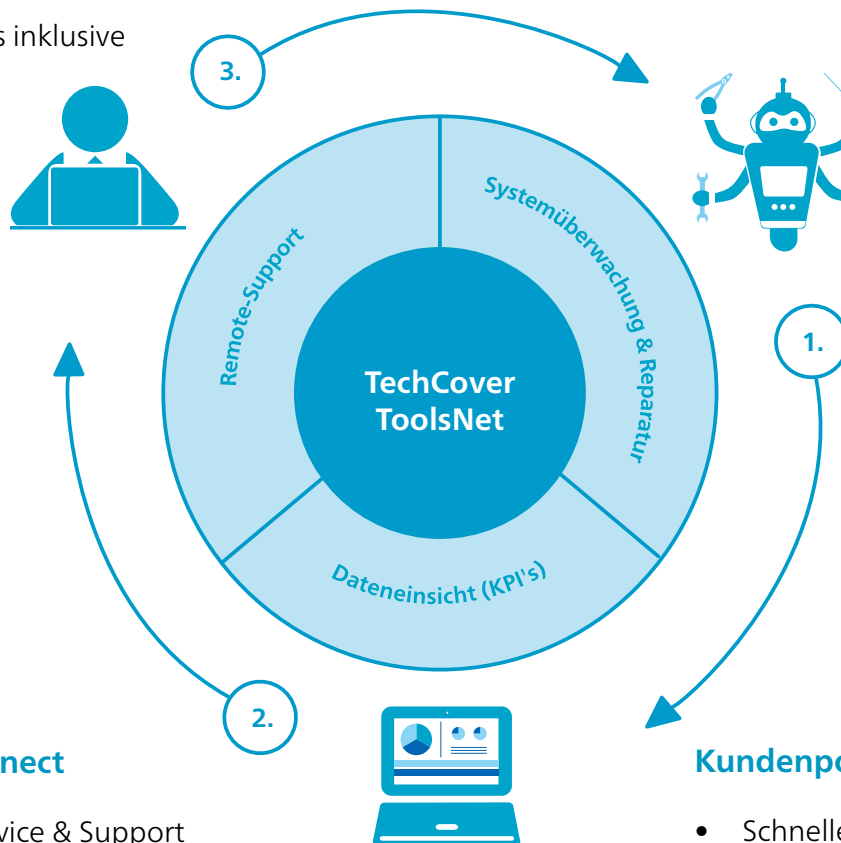 s inklusive
3.
Systemüberwachung & Reparatur
Remote-Support
1.
TechCover
ToolsNet
Dateneinsicht (KPI's)
2.
nect
Kundenpo
vice & Support
• Schnelle